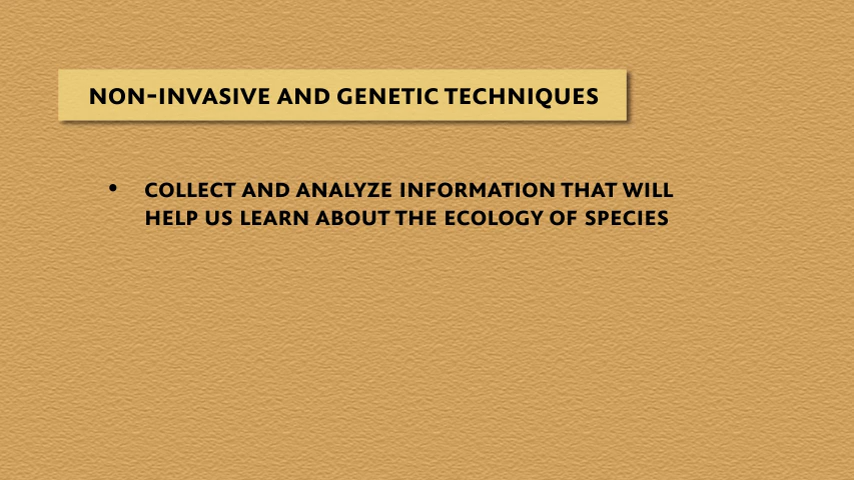 NON-INVASIVE AND GENETIC TECHNIQUES
• COLLECT AND ANALYZE INFORMATION THAT WILL
HELP US LEARN ABOUT THE ECOLOGY OF SPECIES